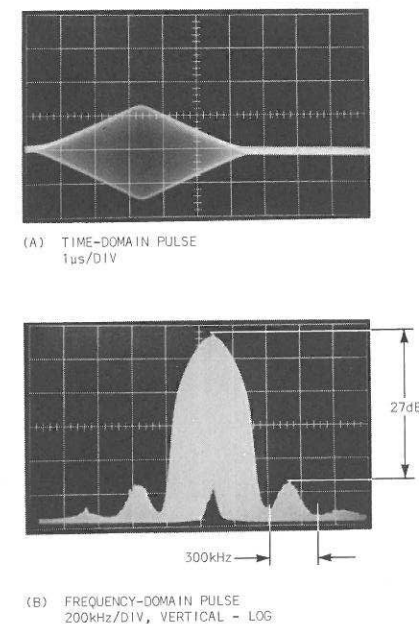 (A) TIME-DOMAIN PULSE
1µs/DIV
27dB
300kHz
(B) FREQUENCY-DOMAIN PULSE
200kHz/DIV, VERTICAL - LOG